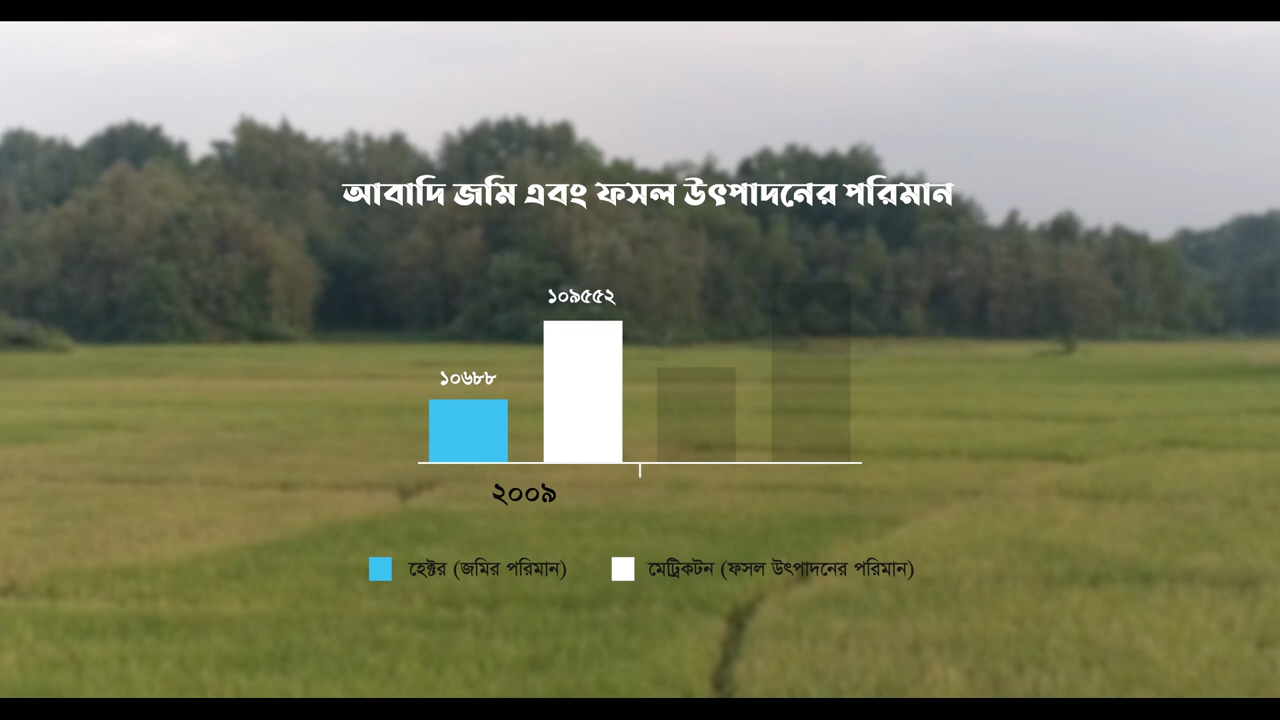 আবাদি জমি এবং ফসল উৎপাদনের পরিমান
১০৯৫৫২
১০৬৮৮
২০০৯
হেক্টর (জমির পরিমান) মেট্রিকটন (ফসল উৎপাদনের পরিমান)